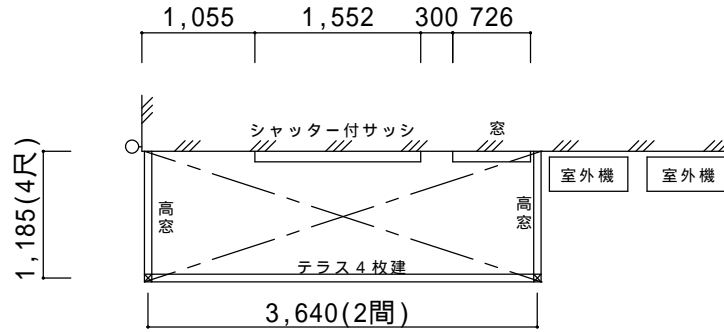 1,055
1,552
300
726
シャッター付サッシ
窓
室外機
室外機
1,185(4尺)
高窓
高窓
テラス４枚建
3,640(2間)